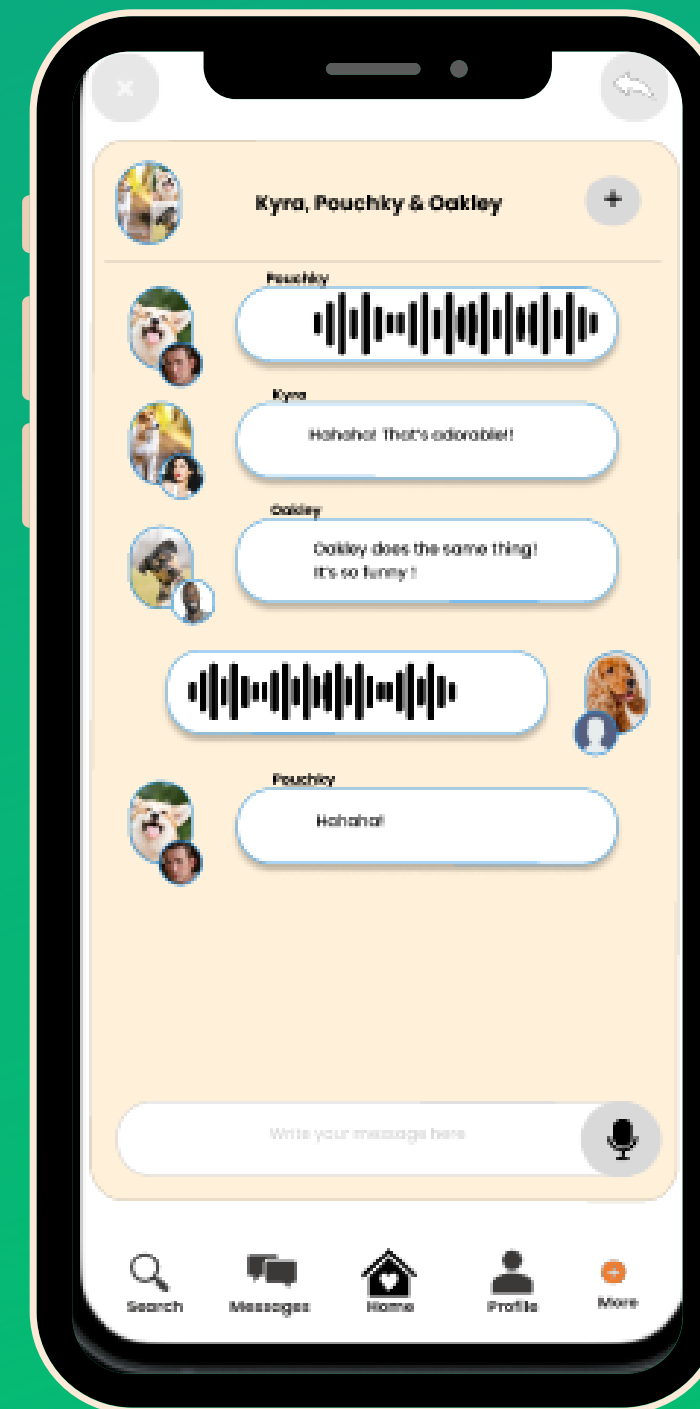 Kyra, Pouchky & Oakley
+
Pouchky
Kyra
Hahaha! That's adorable!!
Oakley
Oakley does the same thing!
It's so funny !
Pouchky
Hahaha!
Write your message here
Search
Messages
Home
Profile
More